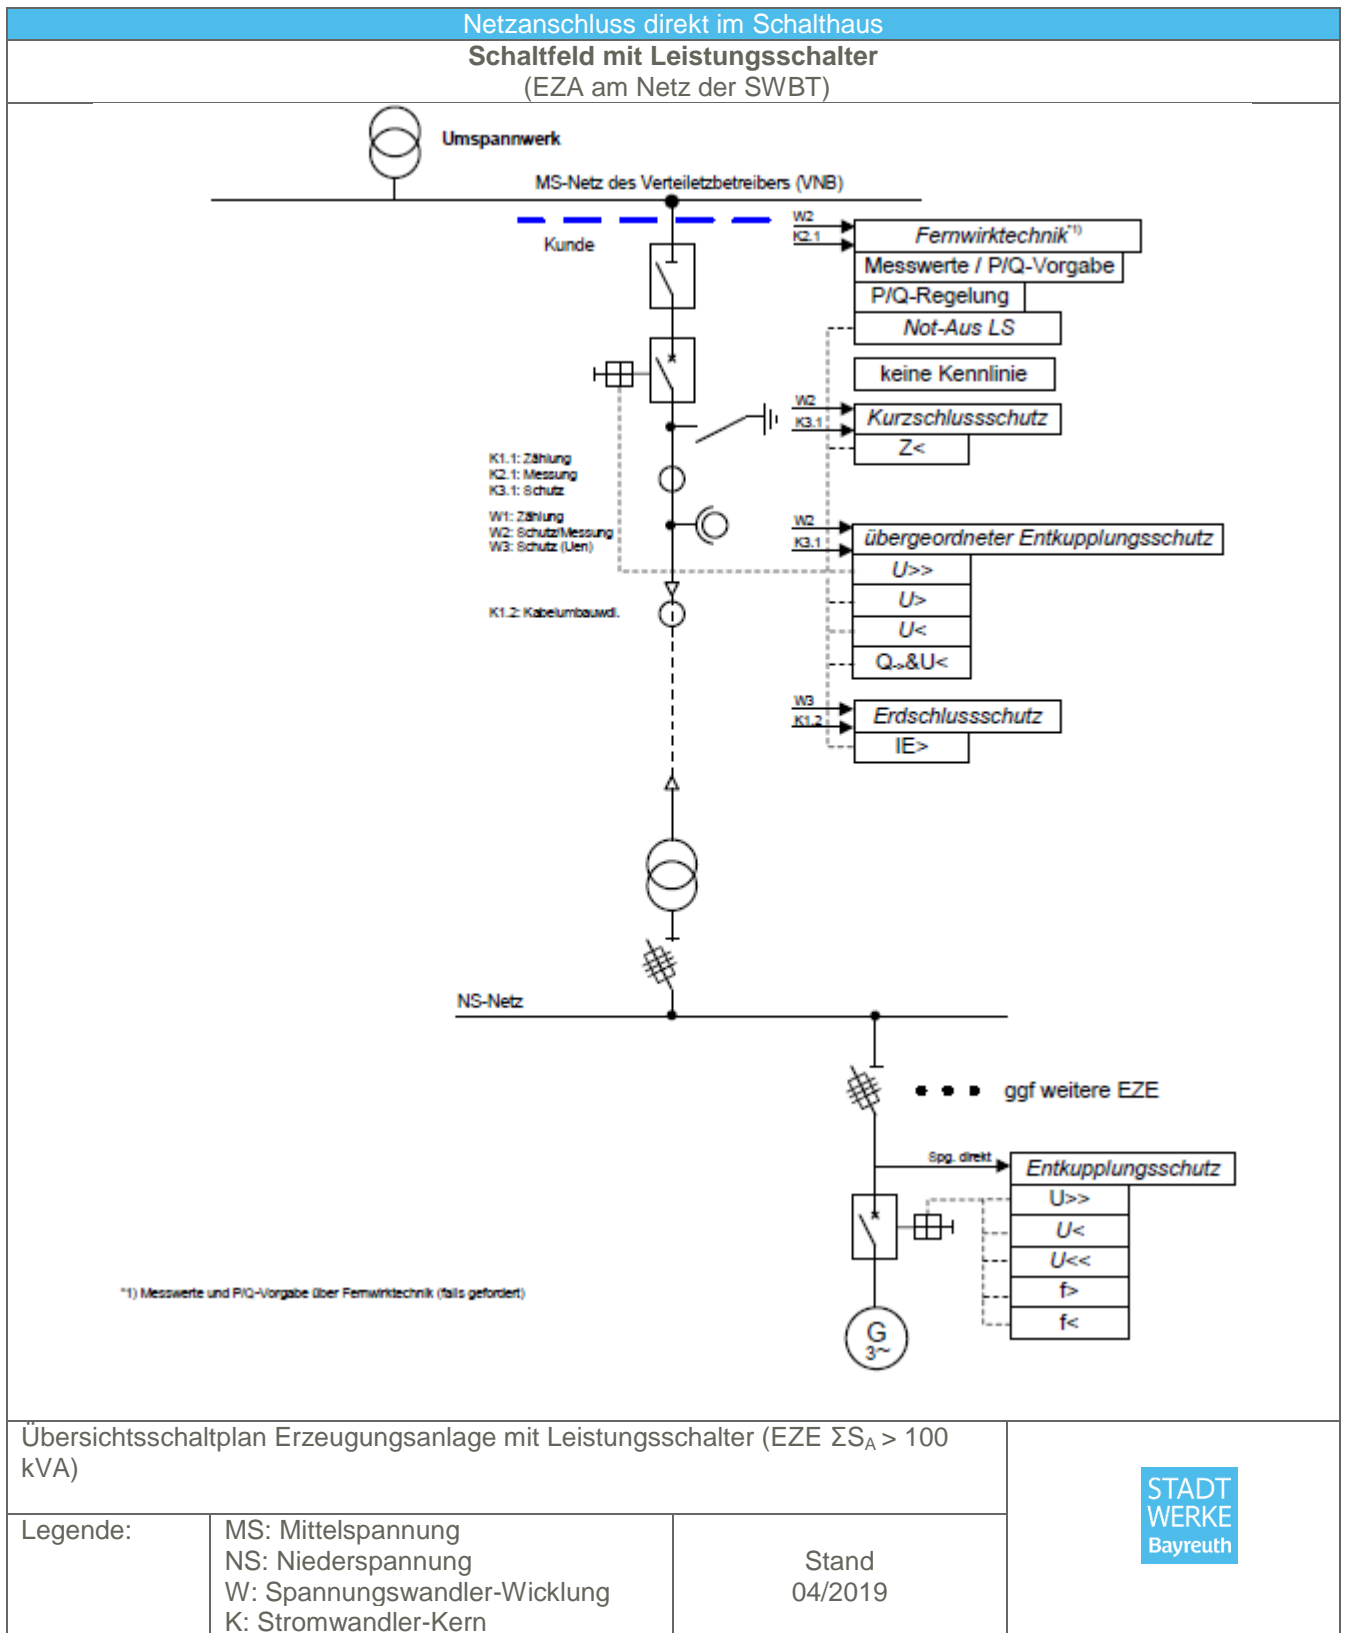 Netzanschluss direkt im Schalthaus
Schaltfeld mit Leistungsschalter
(EZA am Netz der SWBT)
Umspannwerk
MS-Netz des Verteiletzbetreibers (VNB)
Kunde
W2
K2.1
Fernwirktechnik*1)
Messwerte / P/Q-Vorgabe
P/Q-Regelung
Not-Aus LS
keine Kennlinie
W2
K3.1
Kurzschlussschutz
Z<
K1.1: Zählung
K2.1: Messung
K3.1: Schutz
W1: Zählung
W2: Schutz/Messung
W3: Schutz (Uen)
W2
K3.1
übergeordneter Entkupplungsschutz
U>>
U>
U<
Q->&U<
K1.2: Kabelumbauwdl.
W3
K1.2
Erdschlussschutz
IE>
NS-Netz
ggf weitere EZE
Spg. direkt
Entkupplungsschutz
U>>
U<
U<<
f>
f<
G
3~
*1) Messwerte und P/Q-Vorgabe über Fernwirktechnik (falls gefordert)
Übersichtsschaltplan Erzeugungsanlage mit Leistungsschalter (EZE ΣSA > 100
kVA)
STADT
WERKE
Bayreuth
Legende:
MS: Mittelspannung
NS: Niederspannung
W: Spannungswandler-Wicklung
K: Stromwandler-Kern
Stand
04/2019